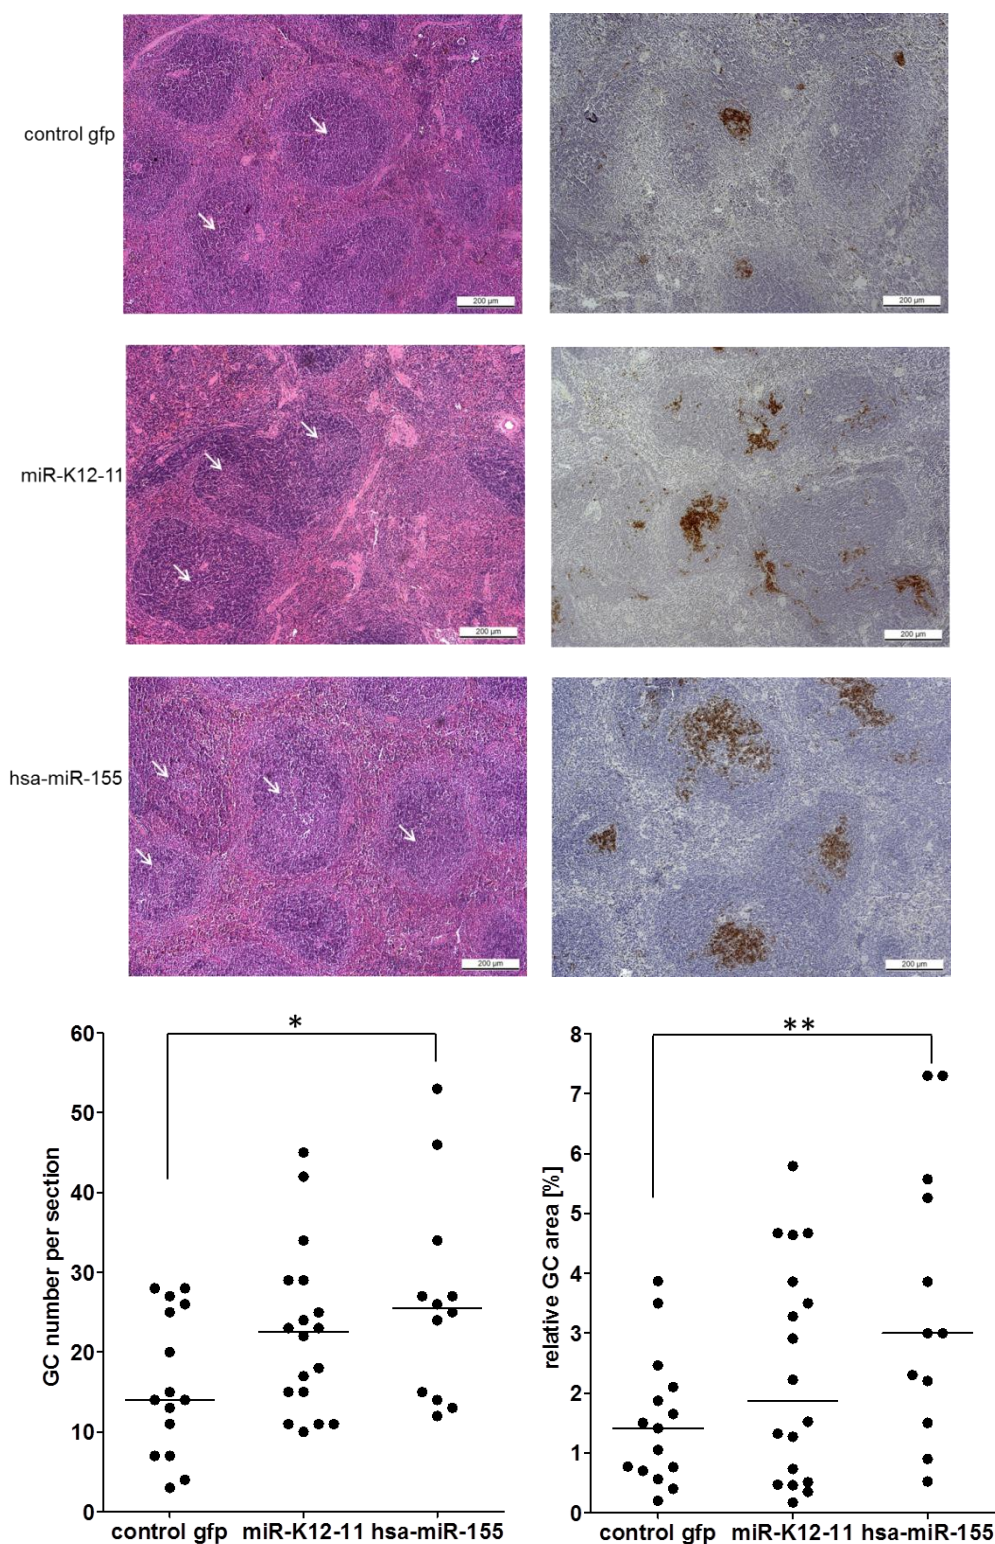 control gfp
200 µm
200 µm
miR-K12-11
200 µm
200 µm
hsa-miR-155
200 µm
200 µm
*
**
GC number per section
60
50
40
30
20
10
0
control gfp miR-K12-11 hsa-miR-155
relative GC area [%]
8
7
6
5
4
3
2
1
0
control gfp miR-K12-11 hsa-miR-155